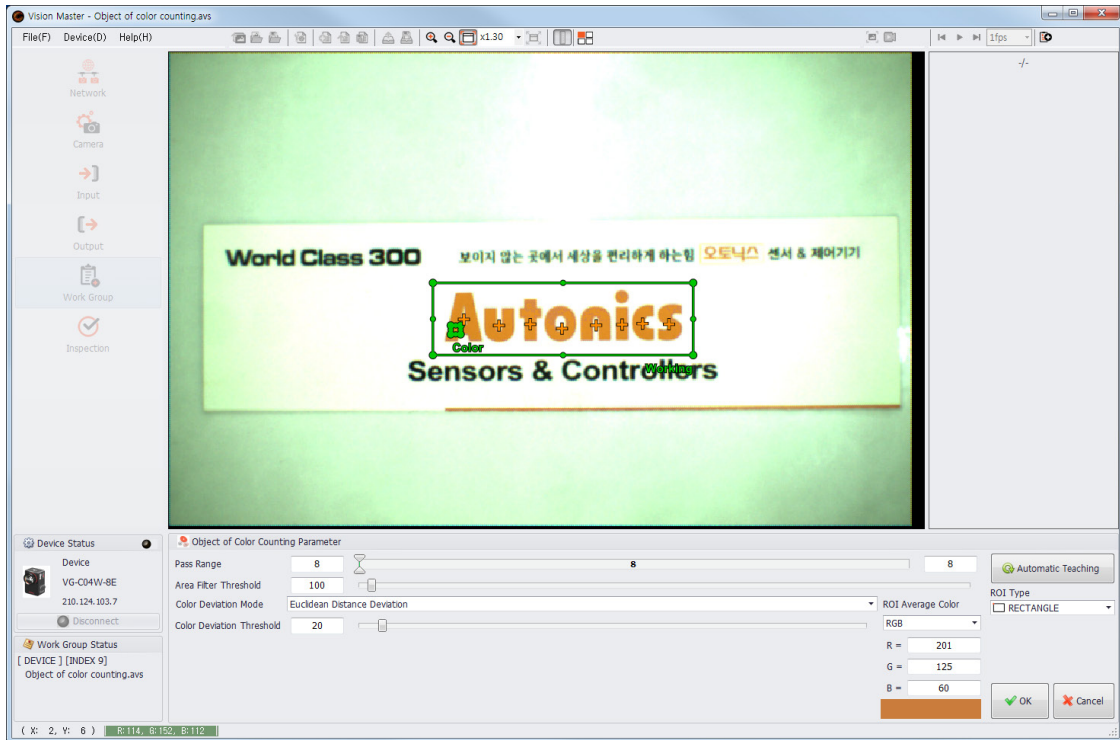 Vision Master - Object of color counting.avs
File(F) Device(D) Help(H)
x1.30
1fps
-/-
Network
Camera
Input
Output
Work Group
Inspection
World Class 300
보이지 않는 곳에서 세상을 편리하게 하는힘 오토닉스 센서 & 제어기기
Autonics
Color
Working
Sensors & Controllers
Device Status
Device
VG-C04W-8E
210.124.103.7
Disconnect
Work Group Status
[ DEVICE ] [INDEX 9]
Object of color counting.avs
Object of Color Counting Parameter
Pass Range 8 8 8
Area Filter Threshold 100
Color Deviation Mode Euclidean Distance Deviation
Color Deviation Threshold 20
ROI Average Color
RGB
R = 201
G = 125
B = 60
Automatic Teaching
ROI Type
RECTANGLE
OK Cancel
( X: 2, Y: 6 ) R:114, G:152, B:112